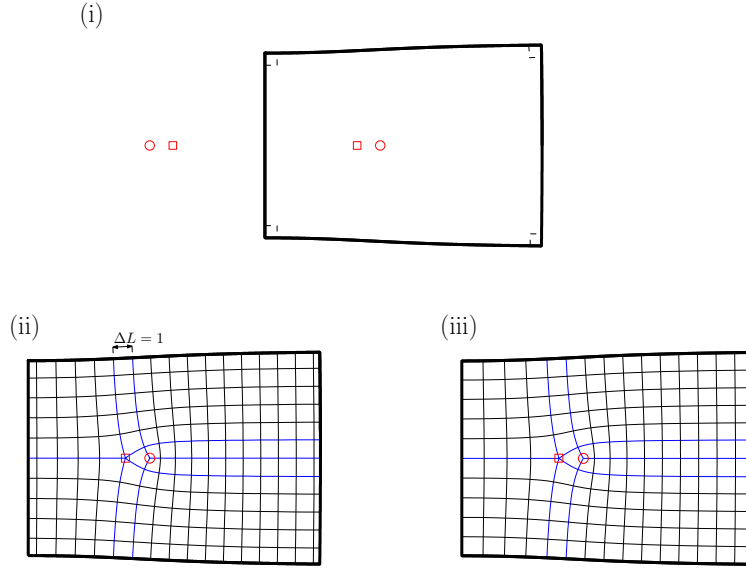 (i)
(ii)
ΔL = 1
(iii)